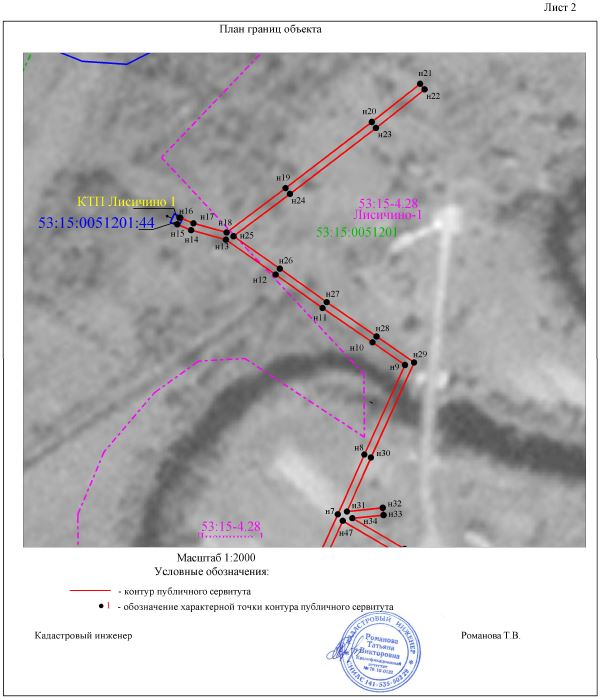 Лист 2
План границ объекта
н21
н22
н20
н23
н19
н24
53:15-4.28
Лисичино-1
53:15:0051201
КТП Лисичино 1
н16
53:15:0051201:44
н17
н15
н14
н18
н25
н13
н26
н12
н27
н11
н28
н10
н29
н9
н8
н30
н31
н32
н7
н33
н34
н47
53:15-4.28
Масштаб 1:2000
Условные обозначения:
- контур публичного сервитута
1 - обозначение характерной точки контура публичного сервитута
Кадастровый инженер
КАДАСТРОВЫЙ ИНЖЕНЕР
Романова
Татьяна
Викторовна
Романова Т.В.